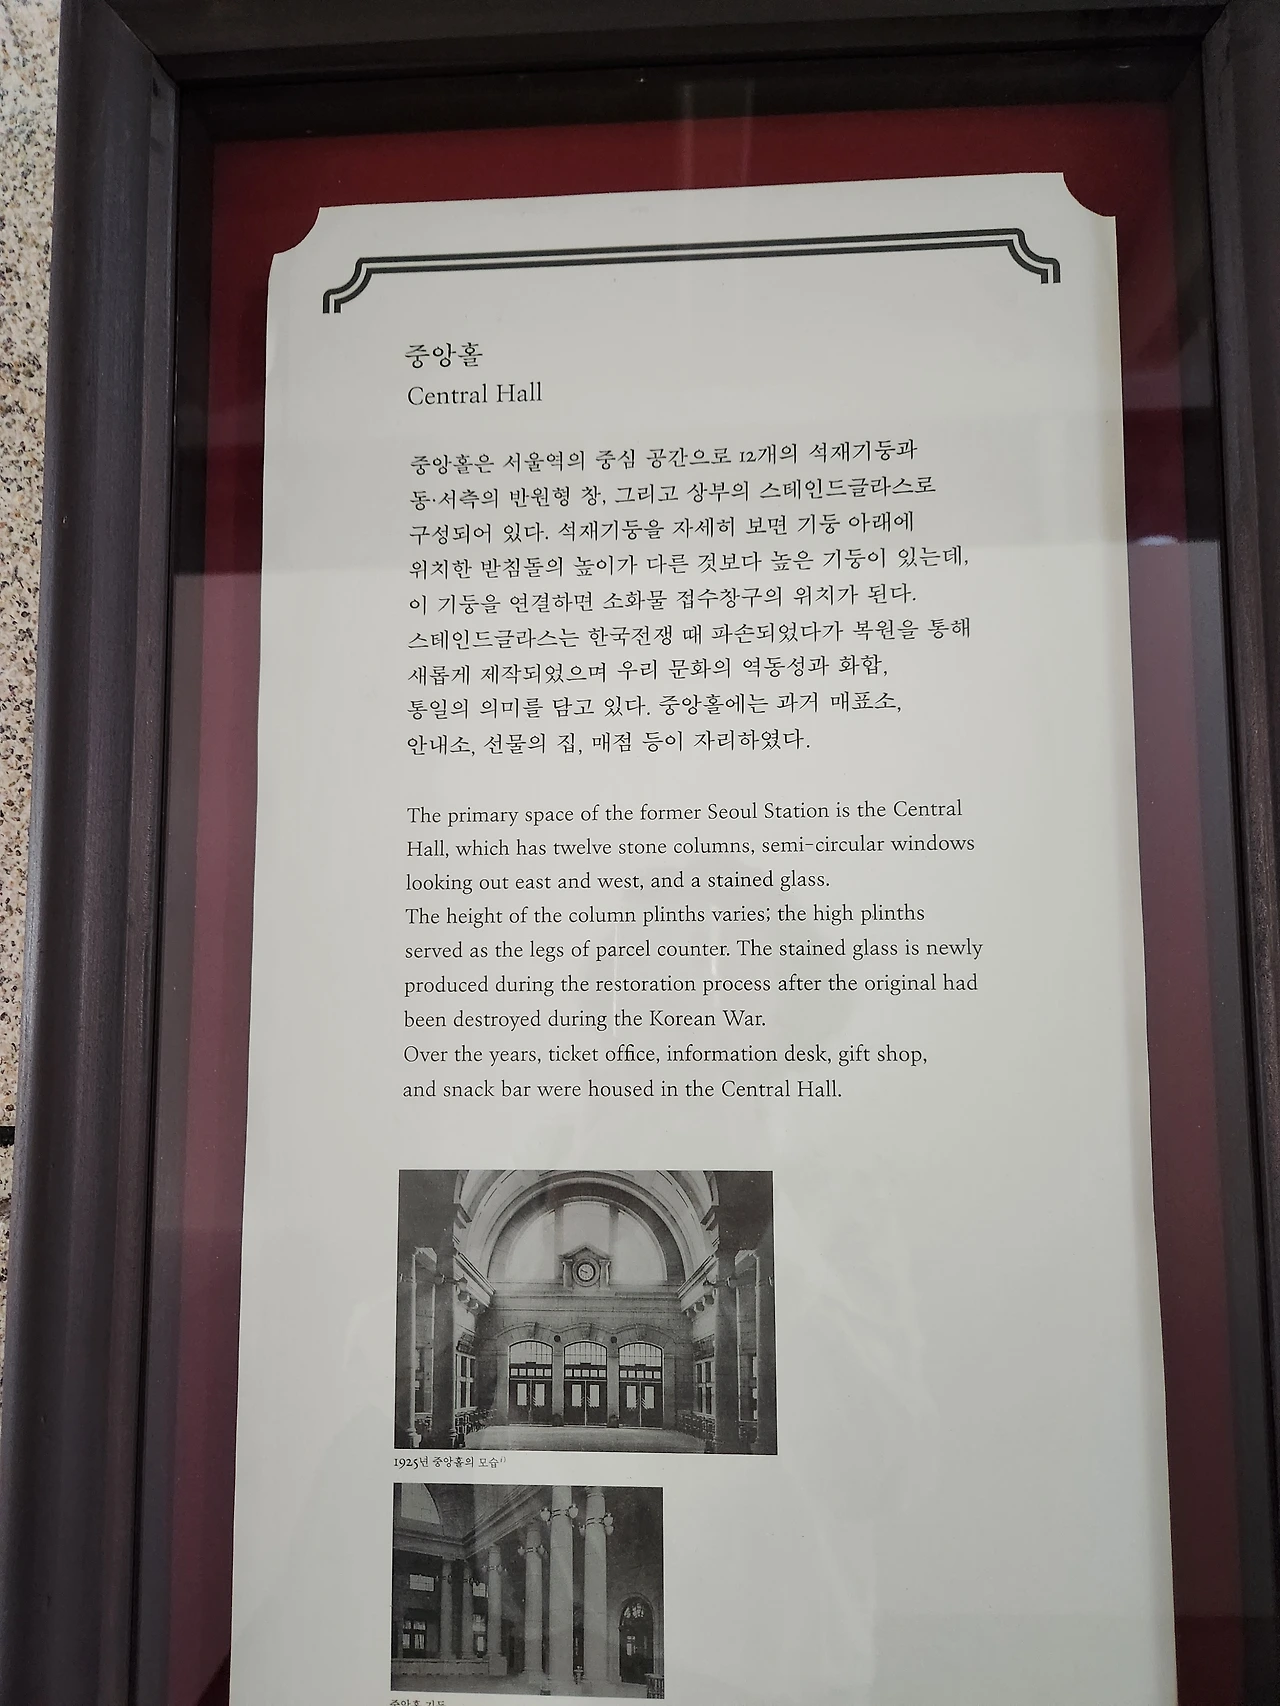 중앙홀
Central Hall
중앙홀은 서울역의 중심 공간으로 12개의 석재기둥과
동·서측의 반원형 창, 그리고 상부의 스테인드글라스로
구성되어 있다. 석재기둥을 자세히 보면 기둥 아래에
위치한 받침돌의 높이가 다른 것보다 높은 기둥이 있는데,
이 기둥을 연결하면 소화물 접수창구의 위치가 된다.
스테인드글라스는 한국전쟁 때 파손되었다가 복원을 통해
새롭게 제작되었으며 우리 문화의 역동성과 화합,
통일의 의미를 담고 있다. 중앙홀에는 과거 매표소,
안내소, 선물의 집, 매점 등이 자리하였다.
The primary space of the former Seoul Station is the Central
Hall, which has twelve stone columns, semi-circular windows
looking out east and west, and a stained glass.
The height of the column plinths varies; the high plinths
served as the legs of parcel counter. The stained glass is newly
produced during the restoration process after the original had
been destroyed during the Korean War.
Over the years, ticket office, information desk, gift shop,
and snack bar were housed in the Central Hall.
1925년 중앙홀의 모습¹⁾
중앙홀 기둥